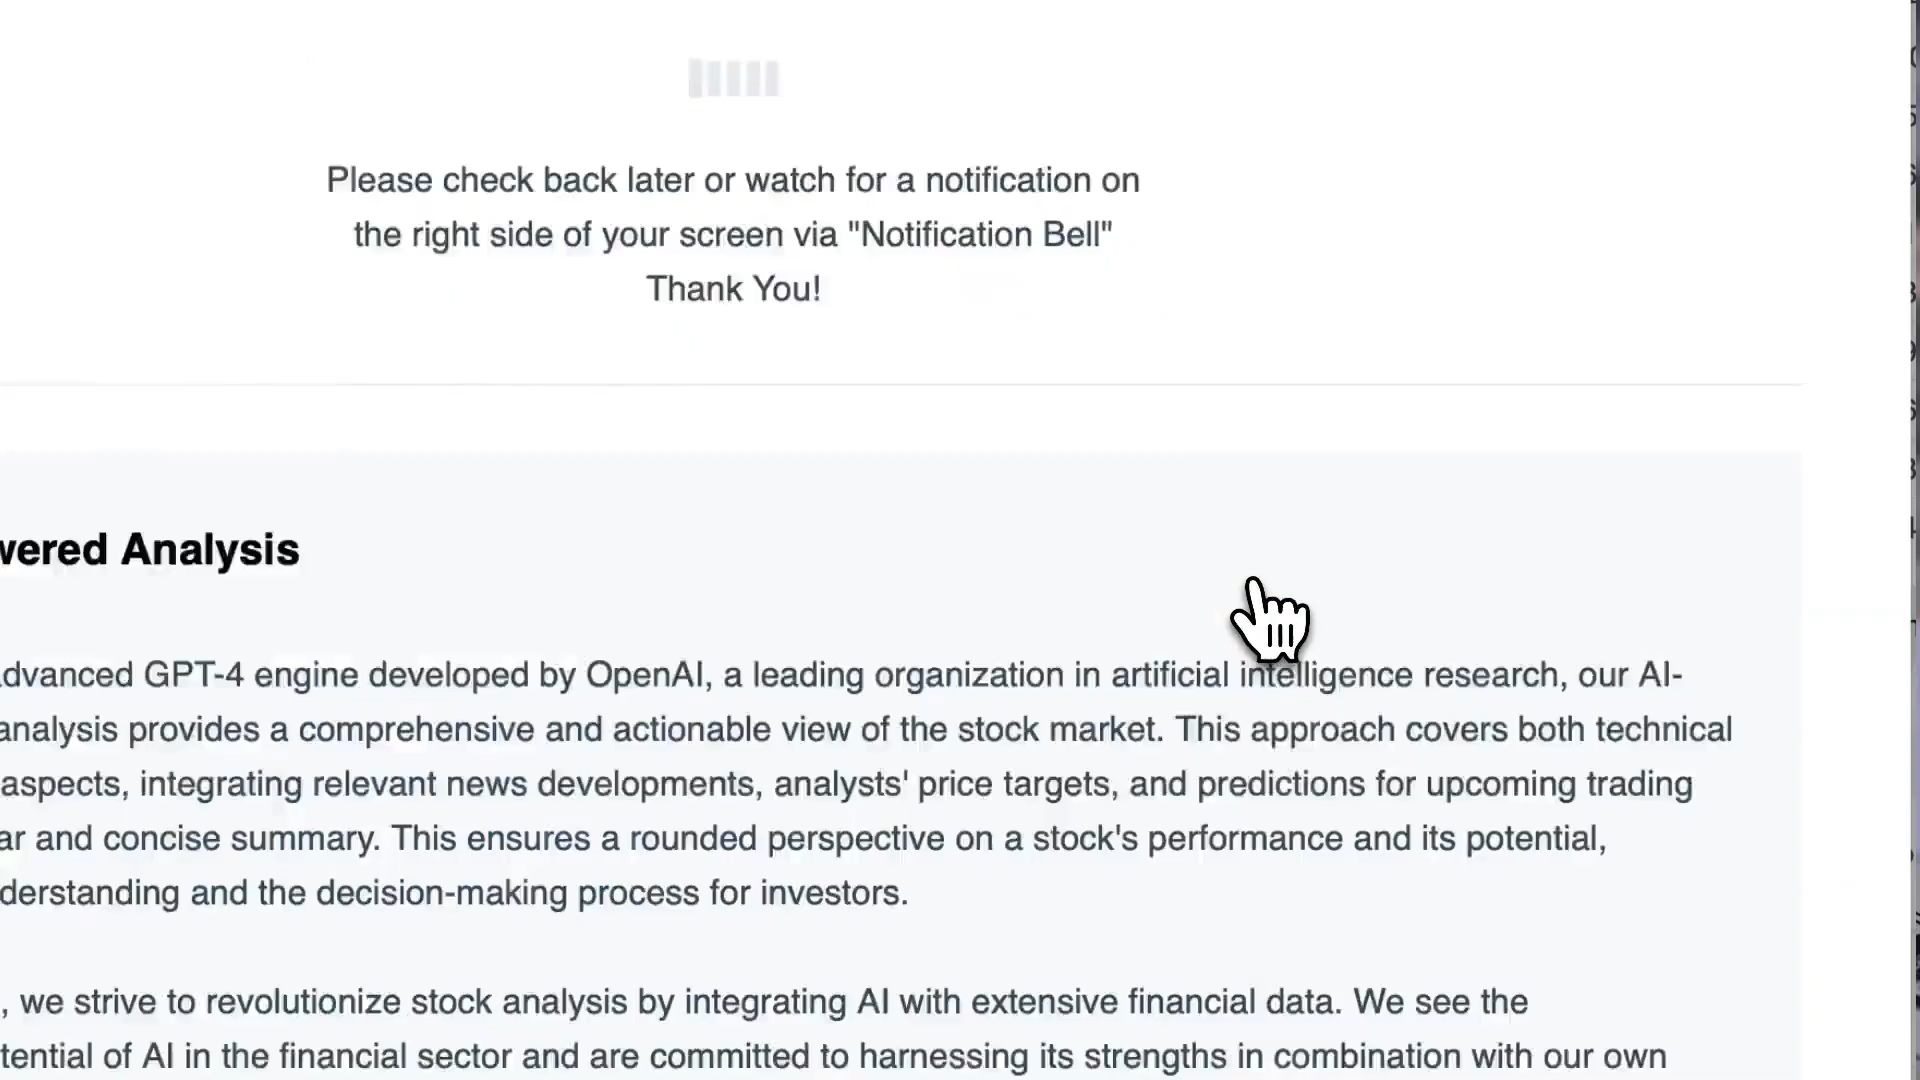 Please check back later or watch for a notification on
the right side of your screen via "Notification Bell"
Thank You!
Analysis
GPT-4 engine developed by OpenAI, a leading organization in artificial intelligence research, our AI-
analysis provides a comprehensive and actionable view of the stock market. This approach covers both technical
aspects, integrating relevant news developments, analysts' price targets, and predictions for upcoming trading
and concise summary. This ensures a rounded perspective on a stock's performance and its potential,
and the decision-making process for investors.
, we strive to revolutionize stock analysis by integrating AI with extensive financial data. We see the
of AI in the financial sector and are committed to harnessing its strengths in combination with our own